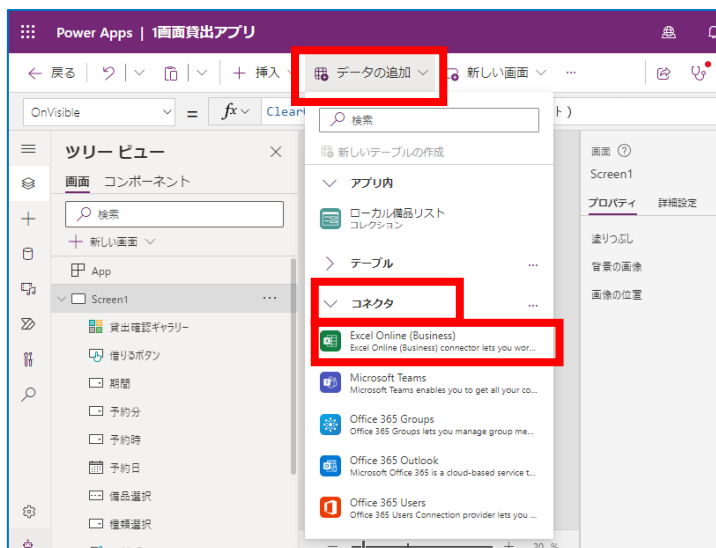 Power Apps | 1画面貸出アプリ
戻る 挿入 データの追加 新しい画面 …
OnVisible = fx ト )
検索
新しいテーブルの作成
アプリ内
ローカル備品リスト
コレクション
テーブル …
コネクタ …
Excel Online (Business)
Excel Online (Business) connector lets you wor...
Microsoft Teams
Microsoft Teams enables you to get all your co...
Office 365 Groups
Office 365 Groups lets you manage group me...
Office 365 Outlook
Microsoft Office 365 is a cloud-based service t...
Office 365 Users
Office 365 Users Connection provider lets you ...
ツリー ビュー
画面 コンポーネント
検索
新しい画面
App
Screen1 …
貸出確認ギャラリー
借りるボタン
期間
予約分
予約時
予約日
備品選択
種類選択
画面
Screen1
プロパティ 詳細設定
塗りつぶし
背景の画像
画像の位置
20 %